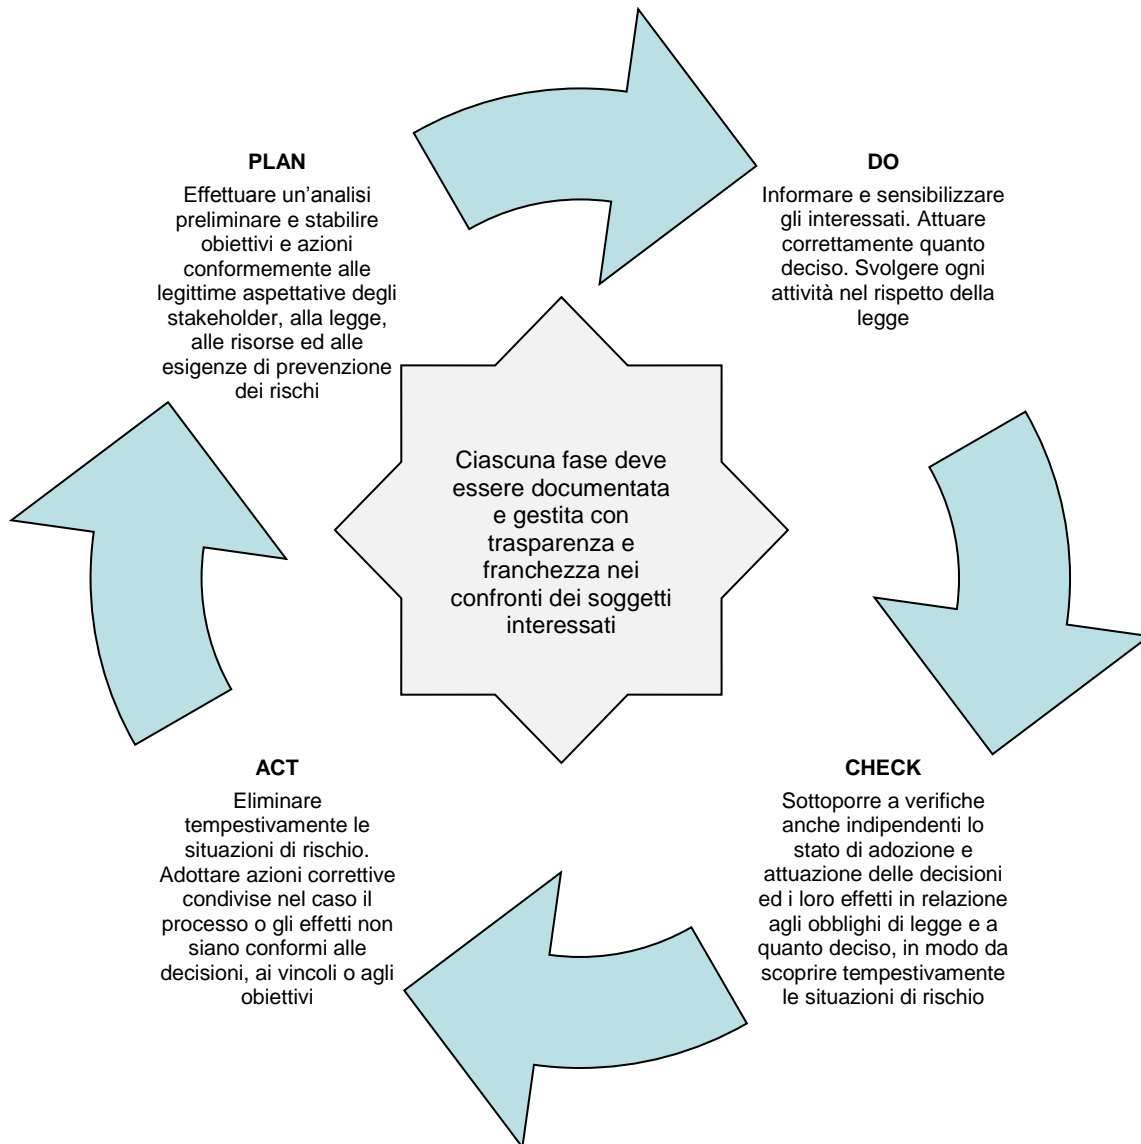 PLAN
Effettuare un’analisi
preliminare e stabilire
obiettivi e azioni
conformemente alle
legittime aspettative degli
stakeholder, alla legge,
alle risorse ed alle
esigenze di prevenzione
dei rischi
DO
Informare e sensibilizzare
gli interessati. Attuare
correttamente quanto
deciso. Svolgere ogni
attività nel rispetto della
legge
Ciascuna fase deve
essere documentata
e gestita con
trasparenza e
franchezza nei
confronti dei soggetti
interessati
ACT
Eliminare
tempestivamente le
situazioni di rischio.
Adottare azioni correttive
condivise nel caso il
processo o gli effetti non
siano conformi alle
decisioni, ai vincoli o agli
obiettivi
CHECK
Sottoporre a verifiche
anche indipendenti lo
stato di adozione e
attuazione delle decisioni
ed i loro effetti in relazione
agli obblighi di legge e a
quanto deciso, in modo da
scoprire tempestivamente
le situazioni di rischio